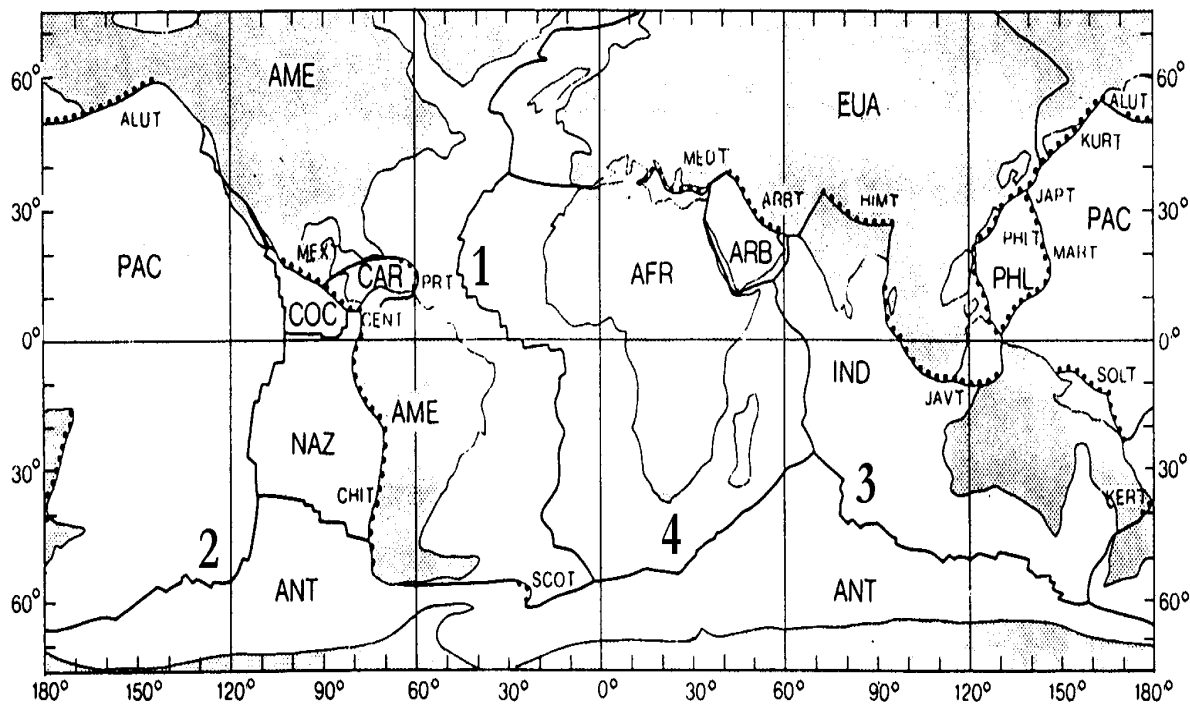 AME
60° 60°
EUA
ALUT ALUT
KURT
MEDT
ARBT HIMT JAPT
30° 30°
MEXT PHLT PAC
PAC 1 ARB MART
CAR AFR PHL
PRT
COC CENT
0° 0°
IND SOLT
JAVT
AME
NAZ
30° 30°
CHIT 3 KERT
2 4
SCOT
ANT ANT
60° 60°
180° 150° 120° 90° 60° 30° 0° 30° 60° 90° 120° 150° 180°